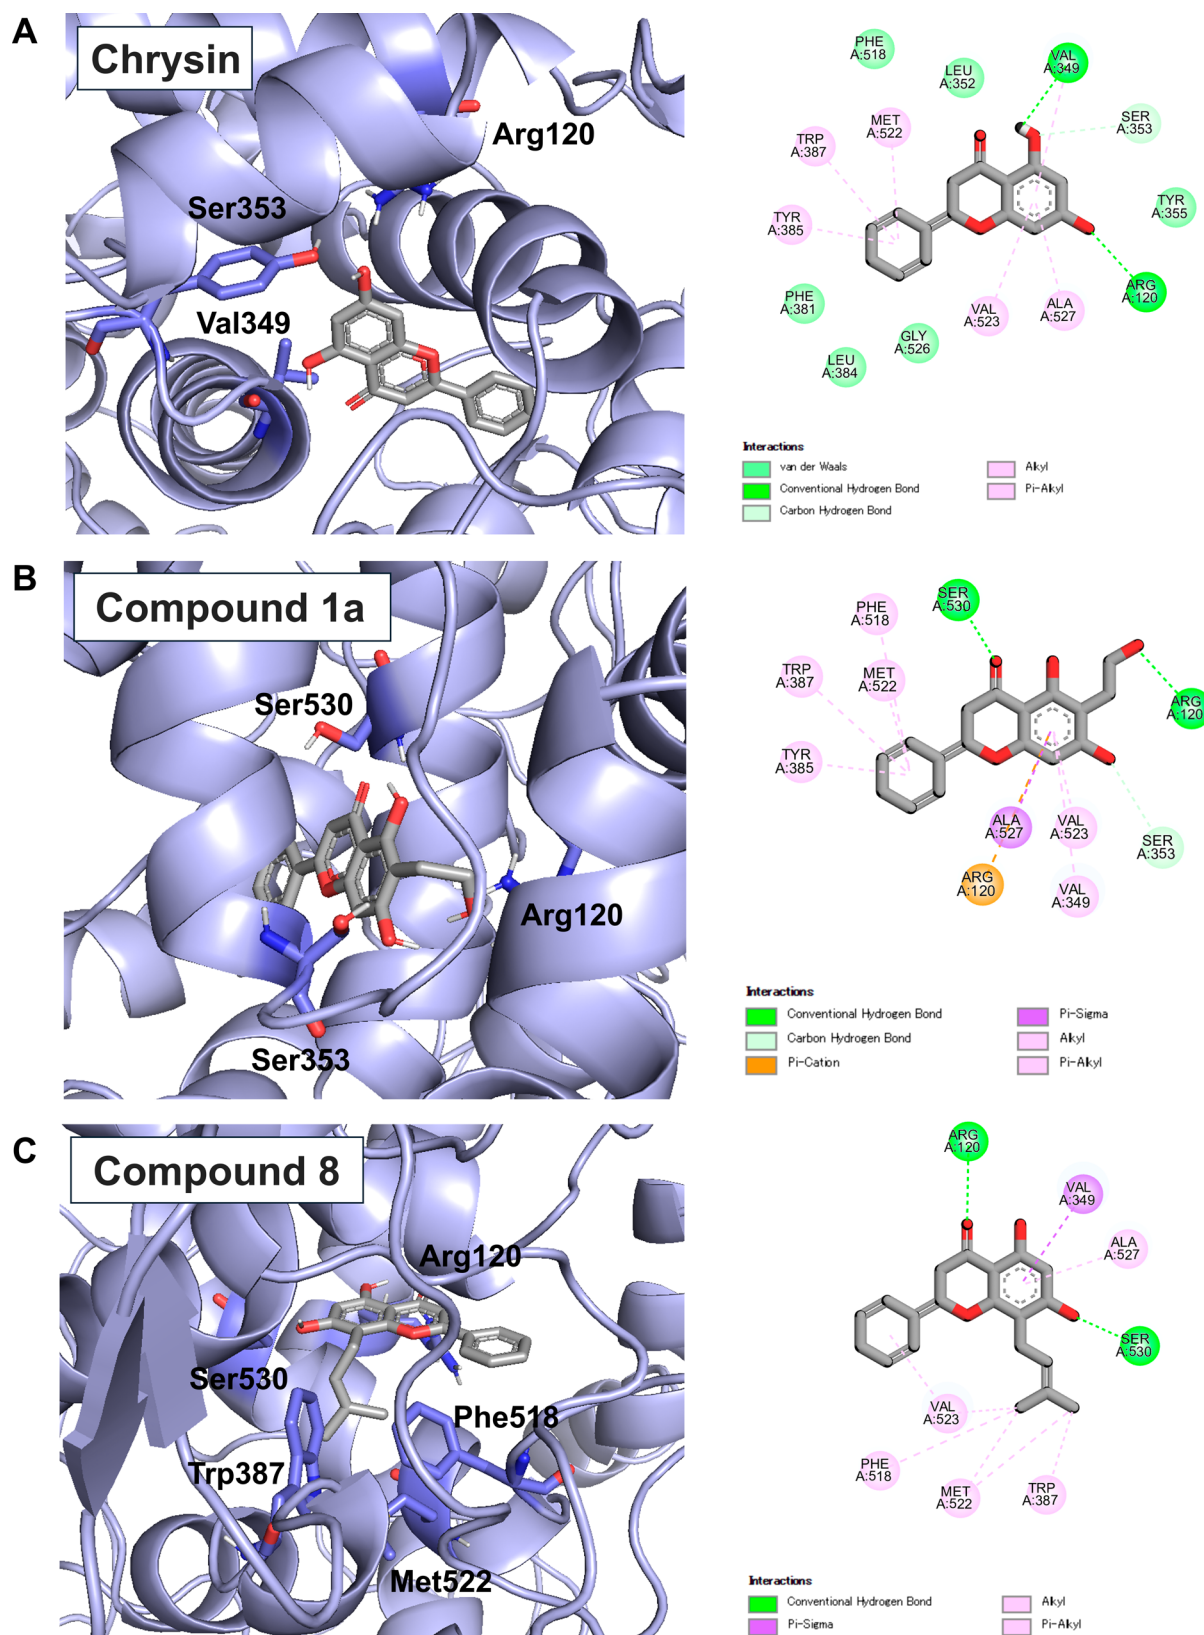 A
Chrysin
Arg120
Ser353
Val349
PHE
A:518
LEU
A:352
VAL
A:349
MET
A:522
SER
A:353
TRP
A:387
TYR
A:385
TYR
A:355
PHE
A:381
VAL
A:523
ALA
A:527
ARG
A:120
GLY
A:526
LEU
A:384
Interactions
van der Waals
Conventional Hydrogen Bond
Carbon Hydrogen Bond
Alkyl
Pi-Alkyl
B
Compound 1a
Ser530
Arg120
Ser353
SER
A:530
PHE
A:518
TRP
A:387
MET
A:522
ARG
A:120
TYR
A:385
ALA
A:527
VAL
A:523
SER
A:353
ARG
A:120
VAL
A:349
Interactions
Conventional Hydrogen Bond
Carbon Hydrogen Bond
Pi-Cation
Pi-Sigma
Alkyl
Pi-Alkyl
C
Compound 8
Arg120
Ser530
Phe518
Trp387
Met522
ARG
A:120
VAL
A:349
ALA
A:527
SER
A:530
VAL
A:523
PHE
A:518
MET
A:522
TRP
A:387
Interactions
Conventional Hydrogen Bond
Pi-Sigma
Alkyl
Pi-Alkyl